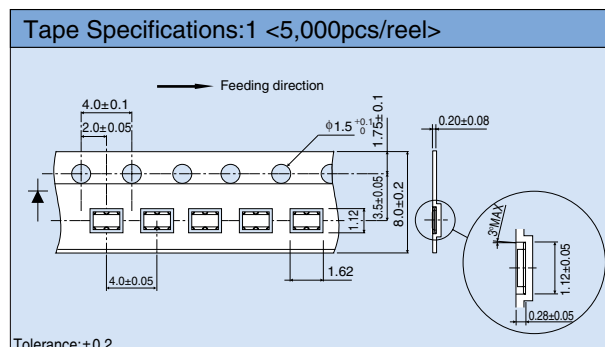 Tape Specifications:1 <5,000pcs/reel>
Feeding direction
4.0±0.1
2.0±0.05
ϕ1.5 +0.1 0
1.75±0.1
0.20±0.08
3.5±0.05
8.0±0.2
1.12
4.0±0.05
1.62
3°MAX
1.12±0.05
0.28±0.05
Tolerance:±0.2